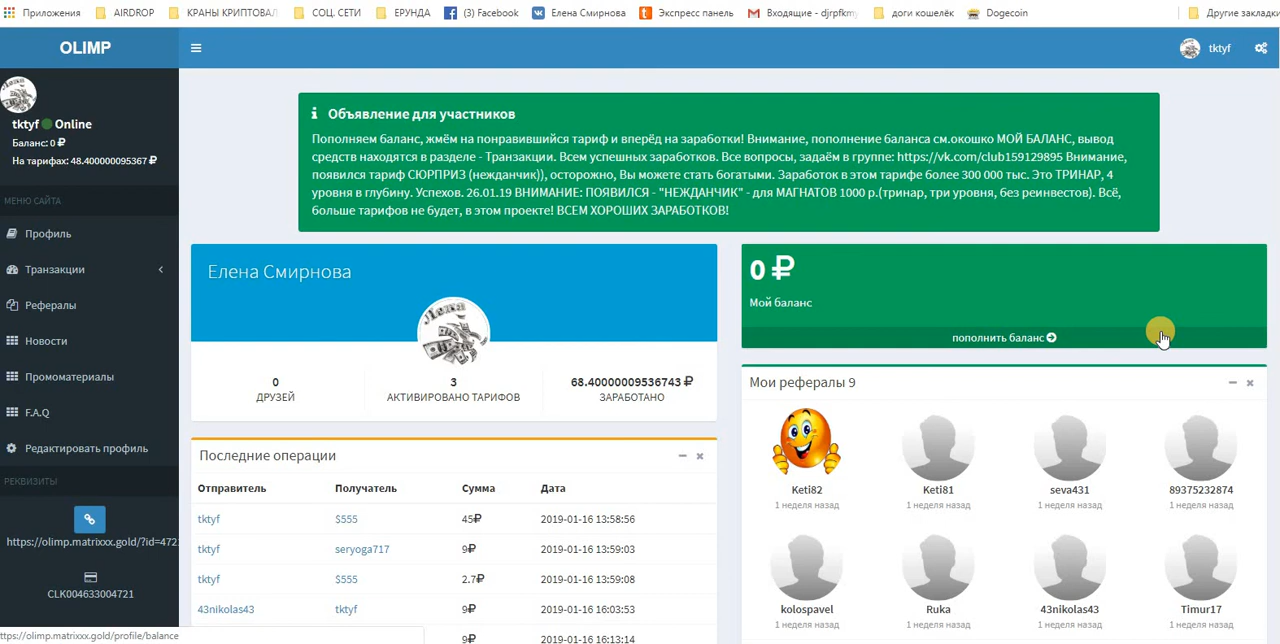 Приложения AIRDROP КРАНЫ КРИПТОВАЛ СОЦ. СЕТИ ЕРУНДА (3) Facebook Елена Смирнова Экспресс панель Входящие - djrpfkmy доги кошелёк Dogecoin Другие закладки
OLIMP
tktyf
tktyf Online
Баланс: 0 ₽
На тарифах: 48.400000095367 ₽
МЕНЮ САЙТА
Профиль
Транзакции
Рефералы
Новости
Промоматериалы
F.A.Q
Редактировать профиль
РЕКВИЗИТЫ
https://olimp.matrixxx.gold/?id=472
CLK004633004721
ttps://olimp.matrixxx.gold/profile/balance
Объявление для участников
Пополняем баланс, жмём на понравившийся тариф и вперёд на заработки! Внимание, пополнение баланса см.окошко МОЙ БАЛАНС, вывод
средств находятся в разделе - Транзакции. Всем успешных заработков. Все вопросы, задаём в группе: https://vk.com/club159129895 Внимание,
появился тариф СЮРПРИЗ (нежданчик)), осторожно, Вы можете стать богатыми. Заработок в этом тарифе более 300 000 тыс. Это ТРИНАР, 4
уровня в глубину. Успехов. 26.01.19 ВНИМАНИЕ: ПОЯВИЛСЯ - "НЕЖДАНЧИК" - для МАГНАТОВ 1000 р.(тринар, три уровня, без реинвестов). Всё,
больше тарифов не будет, в этом проекте! ВСЕМ ХОРОШИХ ЗАРАБОТКОВ!
Елена Смирнова
Лена
0
ДРУЗЕЙ
3
АКТИВИРОВАНО ТАРИФОВ
68.40000009536743 ₽
ЗАРАБОТАНО
0 ₽
Мой баланс
пополнить баланс
Последние операции
Отправитель Получатель Сумма Дата
tktyf $555 45₽ 2019-01-16 13:58:56
tktyf seryoga717 9₽ 2019-01-16 13:59:03
tktyf $555 2.7₽ 2019-01-16 13:59:08
43nikolas43 tktyf 9₽ 2019-01-16 16:03:53
9₽ 2019-01-16 16:13:14
Мои рефералы 9
Keti82 Keti81 seva431 89375232874
1 неделя назад 1 неделя назад 1 неделя назад 1 неделя назад
kolospavel Ruka 43nikolas43 Timur17
1 неделя назад 1 неделя назад 1 неделя назад 1 неделя назад